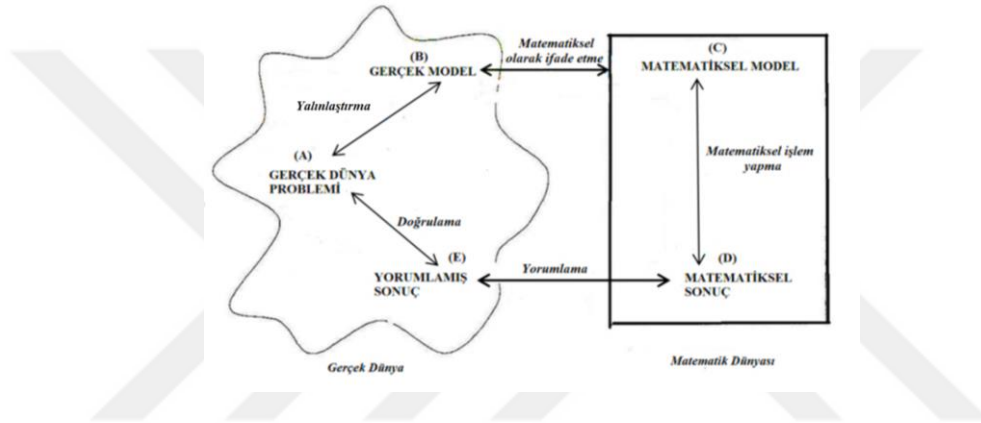 (B)
GERÇEK MODEL
Matematiksel
olarak ifade etme
(C)
MATEMATİKSEL MODEL
Yalınlaştırma
(A)
GERÇEK DÜNYA
PROBLEMİ
Matematiksel işlem
yapma
Doğrulama
(E)
YORUMLAMIŞ
SONUÇ
Yorumlama
(D)
MATEMATİKSEL
SONUÇ
Gerçek Dünya
Matematik Dünyası